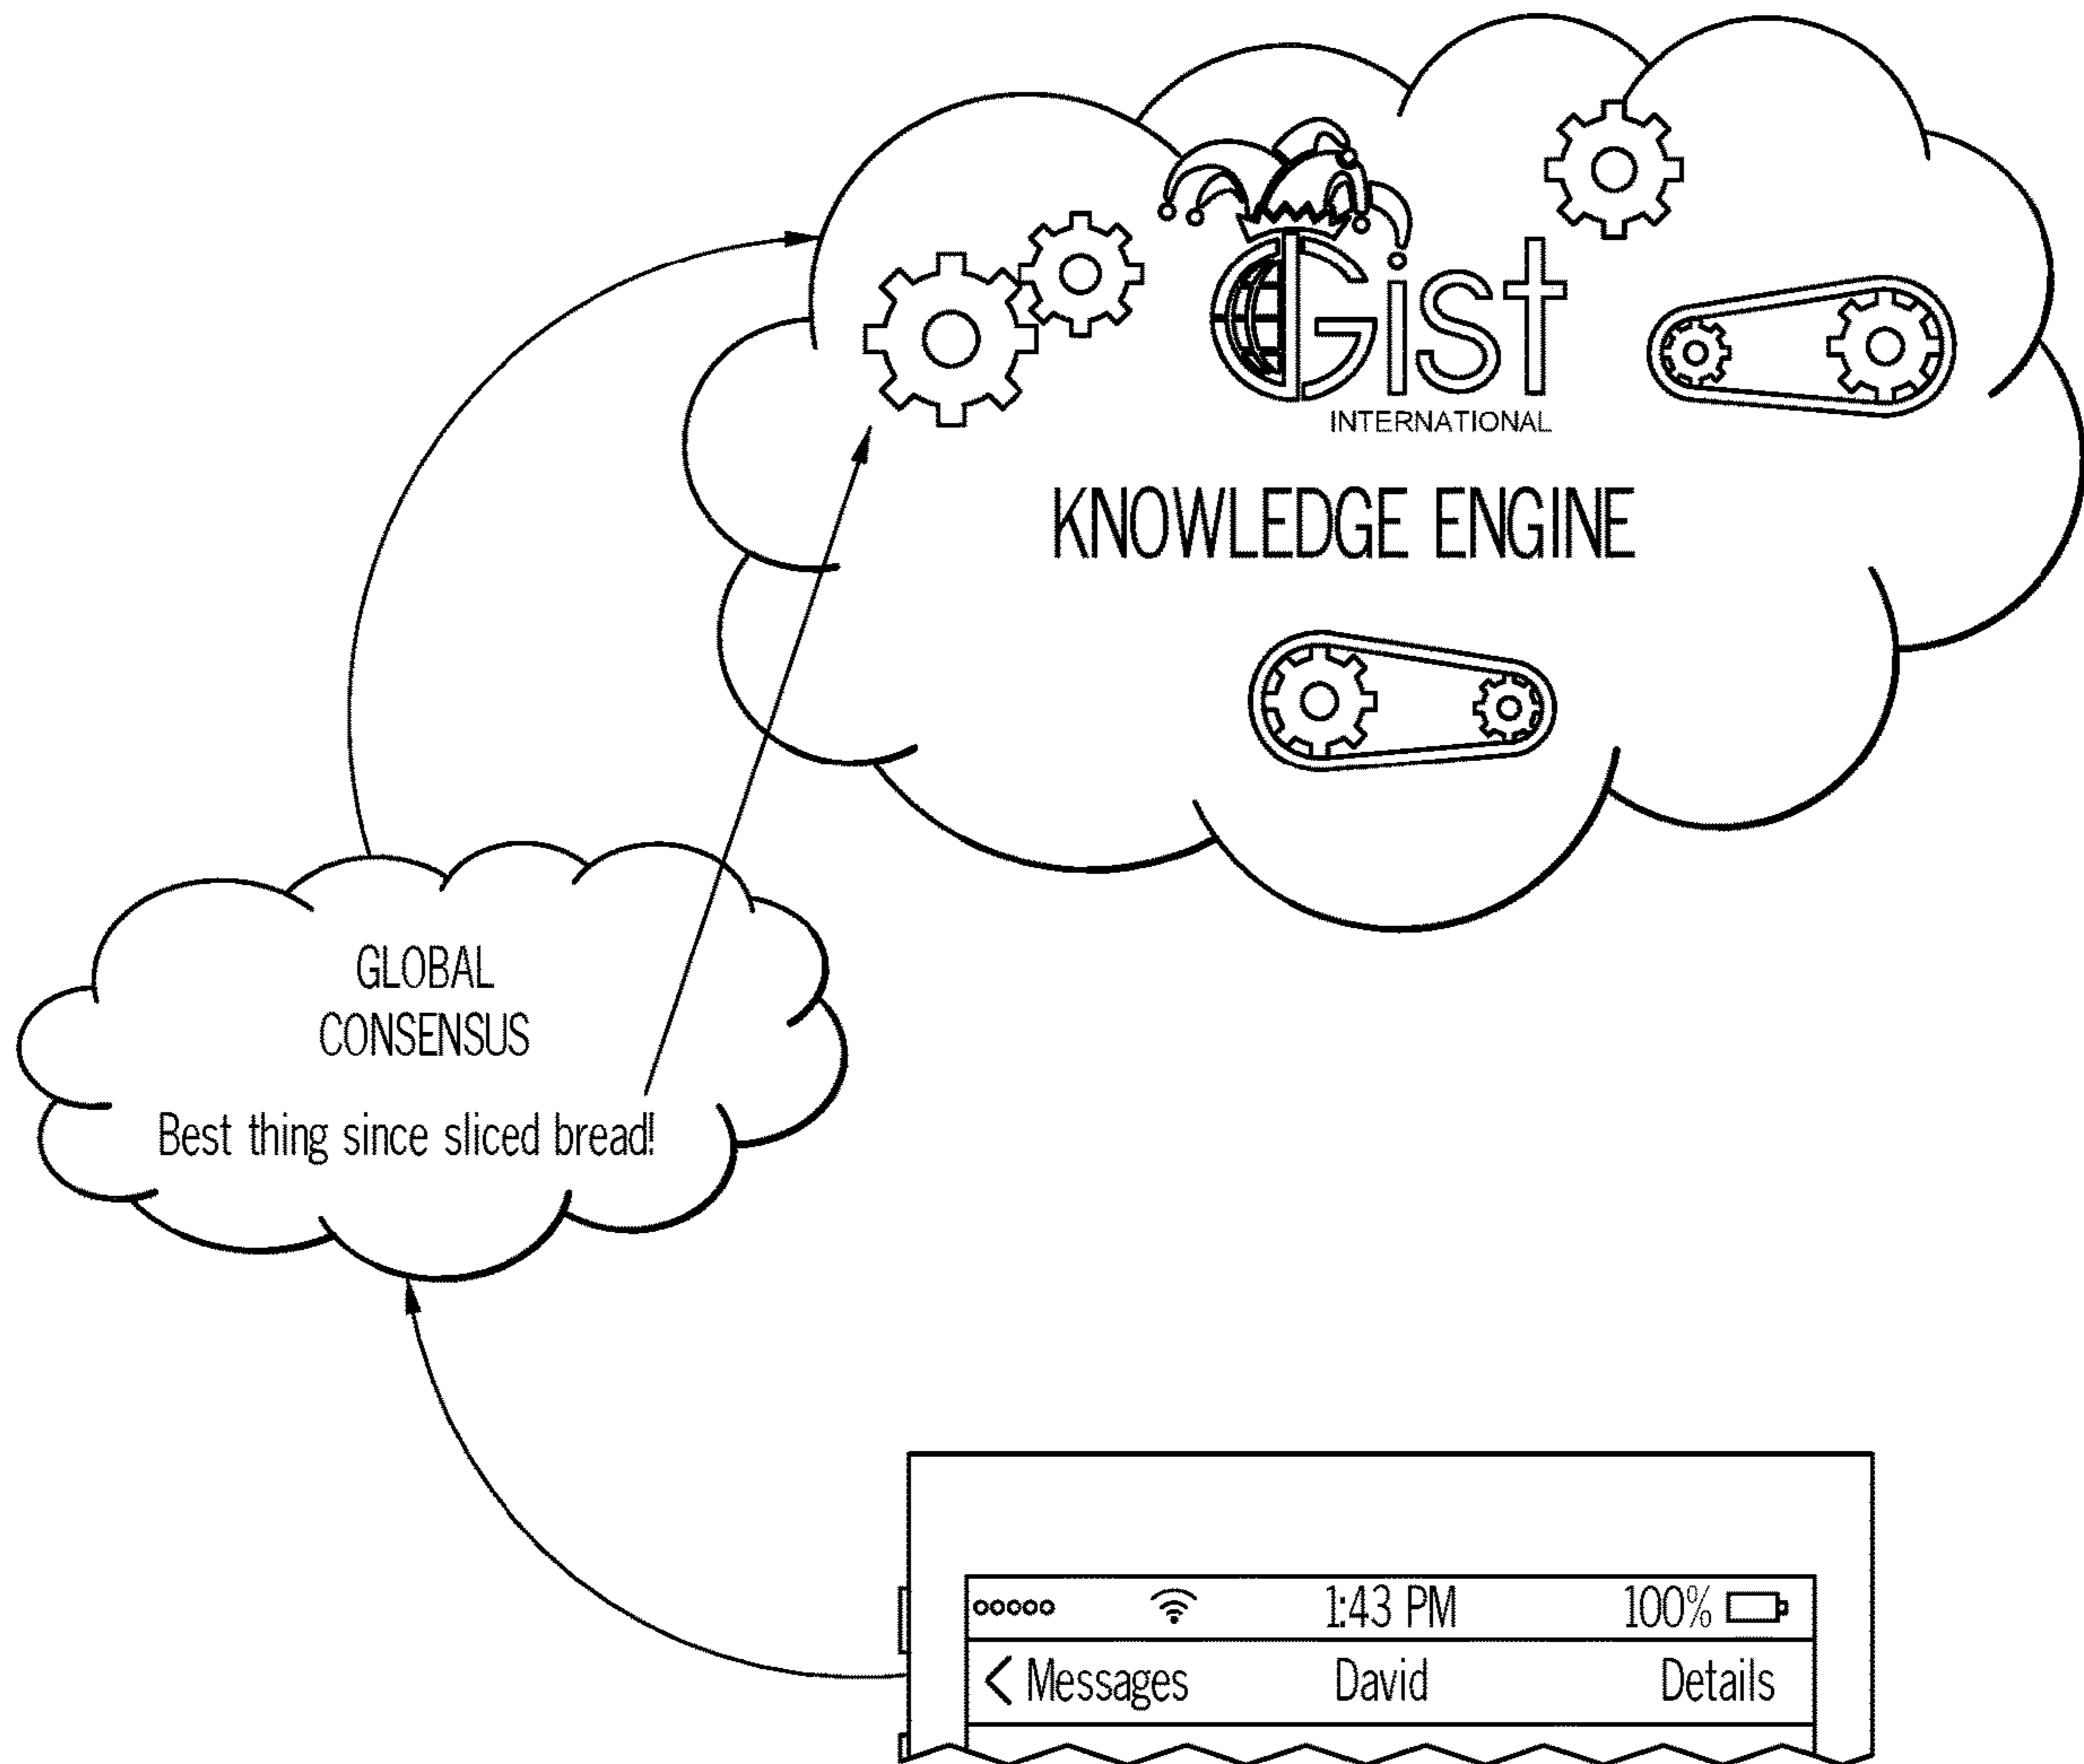 Gist
INTERNATIONAL
KNOWLEDGE ENGINE
GLOBAL
CONSENSUS
Best thing since sliced bread!
1:43 PM 100%
< Messages David Details